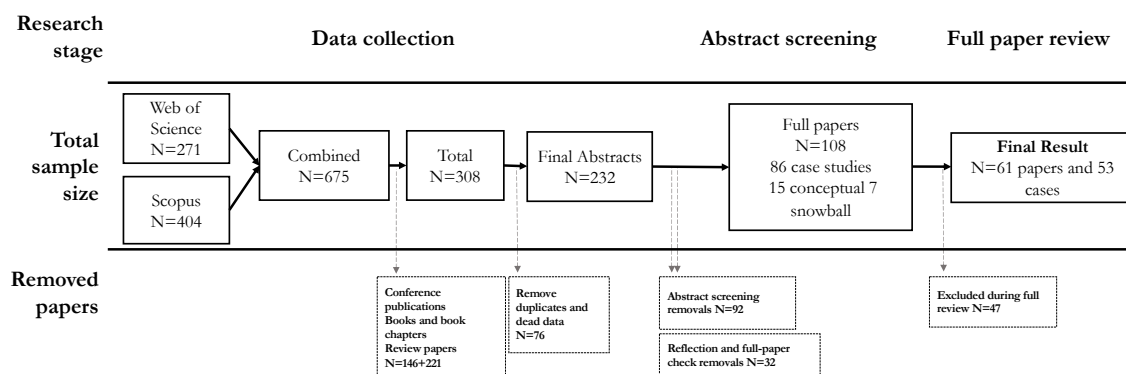 Research
stage
Data collection
Abstract screening
Full paper review
Total
sample
size
Web of
Science
N=271
Scopus
N=404
Combined
N=675
Total
N=308
Final Abstracts
N=232
Full papers
N=108
86 case studies
15 conceptual 7
snowball
Final Result
N=61 papers and 53
cases
Removed
papers
Conference
publications
Books and book
chapters
Review papers
N=146+221
Remove
duplicates and
dead data
N=76
Abstract screening
removals N=92
Reflection and full-paper
check removals N=32
Excluded during full
review N=47